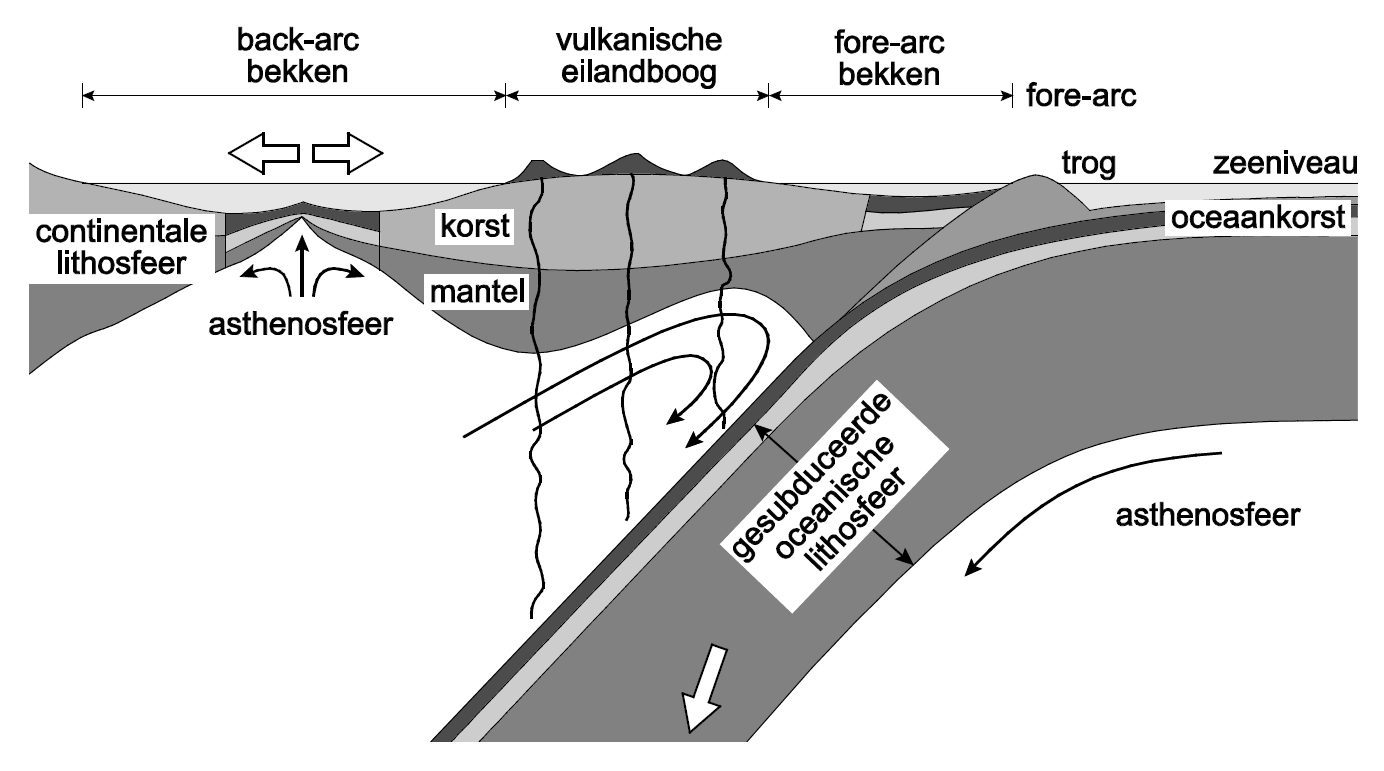 back-arc
bekken
vulkanische
eilandboog
fore-arc
bekken
fore-arc
trog
zeeniveau
continentale
lithosfeer
korst
oceaankorst
mantel
asthenosfeer
gesubduceerde
oceanische
lithosfeer
asthenosfeer